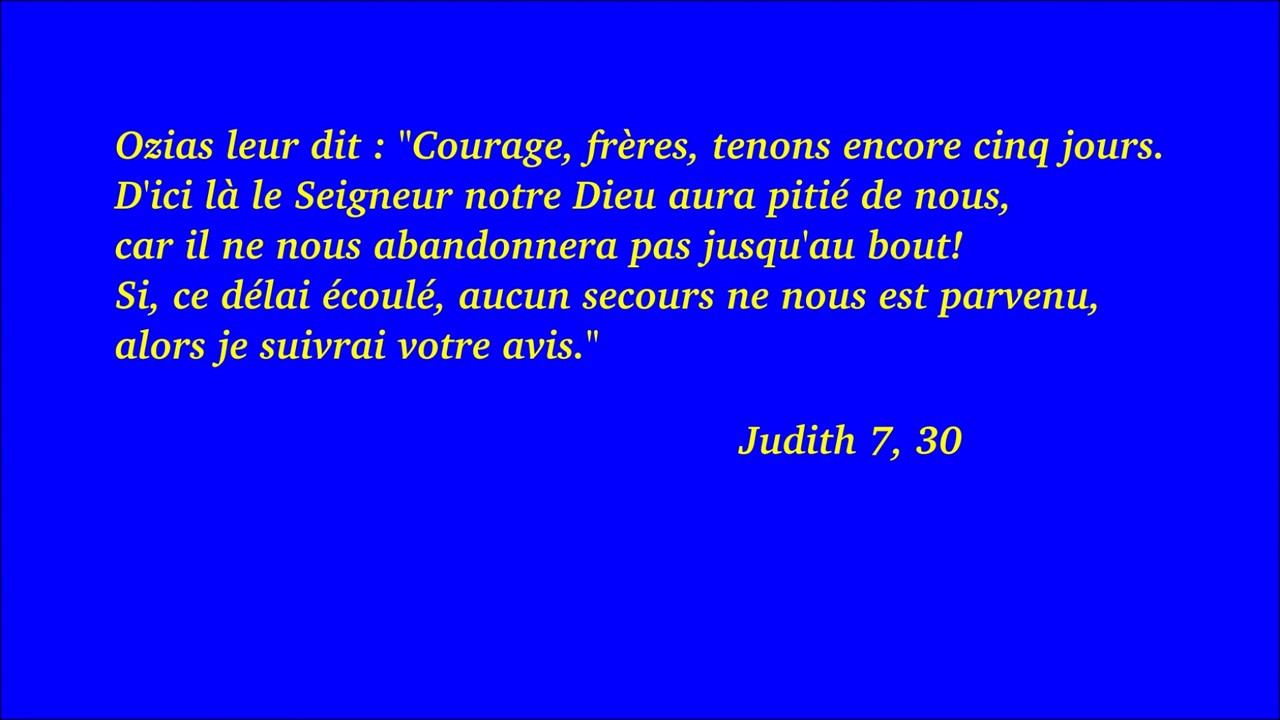 Ozias leur dit : "Courage, frères, tenons encore cinq jours.
D'ici là le Seigneur notre Dieu aura pitié de nous,
car il ne nous abandonnera pas jusqu'au bout!
Si, ce délai écoulé, aucun secours ne nous est parvenu,
alors je suivrai votre avis."
Judith 7, 30